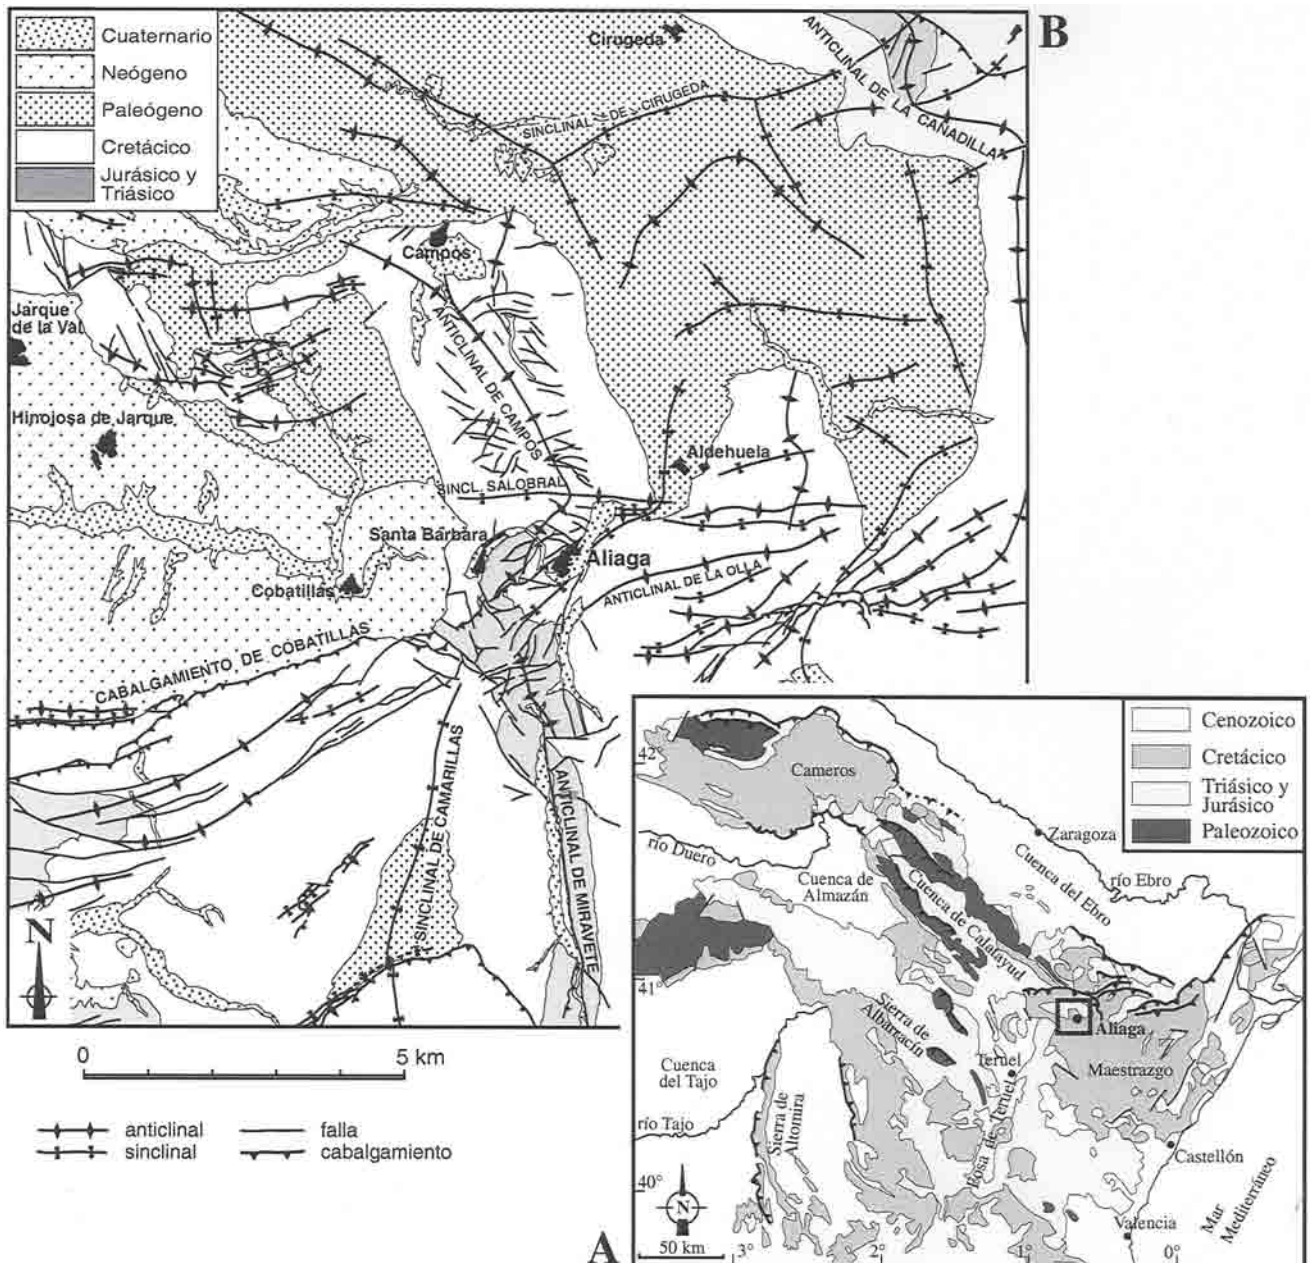 Cuaternario
Neógeno
Paleógeno
Cretácico
Jurásico y
Triásico
B
Cirugeda
ANTICLINAL DE LA CAÑADILLA
SINCLINAL DE CIRUGEDA
Campos
Jarque
de la Val
ANTICLINAL DE CAMPOS
Hinojosa de Jarque
Aldehuela
SINCL. SALOBRAL
Santa Bárbara
Aliaga
Cobatillas
ANTICLINAL DE LA OLLA
CABALGAMIENTO DE COBATILLAS
SINCLINAL DE CAMARILLAS
ANTICLINAL DE MIRAVETE
N
0 5 km
anticlinal
sinclinal
falla
cabalgamiento
A
Cenozoico
Cretácico
Triásico y
Jurásico
Paleozoico
42°
Cameros
Zaragoza
río Duero
Cuenca de
Almazán
Cuenca del Ebro
río Ebro
Cuenca de Calatayud
41°
Sierra de
Albarracín
Aliaga
Teruel
Maestrazgo
Cuenca
del Tajo
río Tajo
Sierra de
Altomira
Fosa de Teruel
Castellón
40°
N
Valencia
Mar
Mediterráneo
50 km
3°
2°
1°
0°